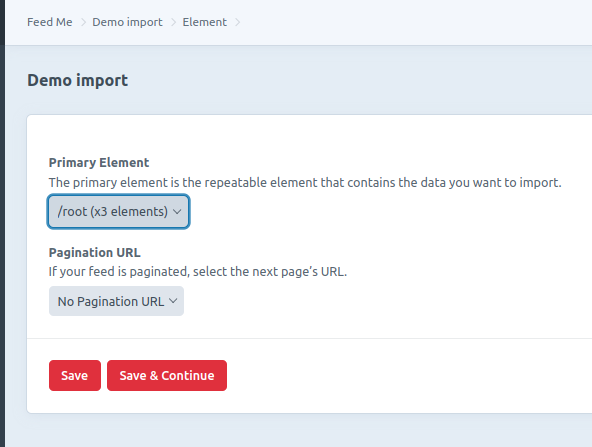 Feed Me > Demo import > Element >
Demo import
Primary Element
The primary element is the repeatable element that contains the data you want to import.
/root (x3 elements)
Pagination URL
If your feed is paginated, select the next page’s URL.
No Pagination URL
Save Save & Continue